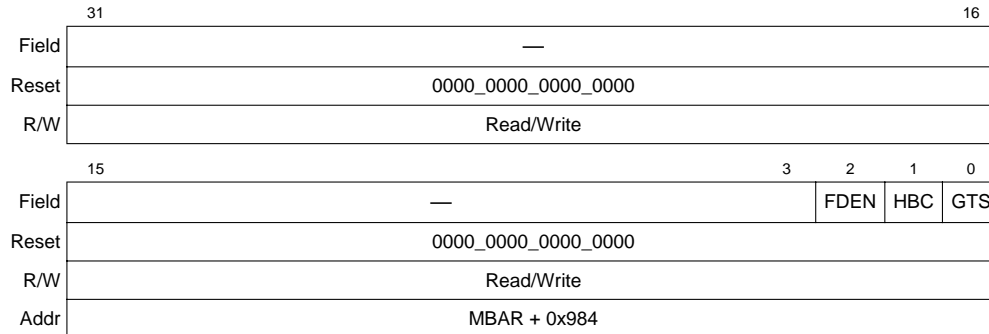 31 16
Field —
Reset 0000_0000_0000_0000
R/W Read/Write
15 3 2 1 0
Field — FDEN HBC GTS
Reset 0000_0000_0000_0000
R/W Read/Write
Addr MBAR + 0x984